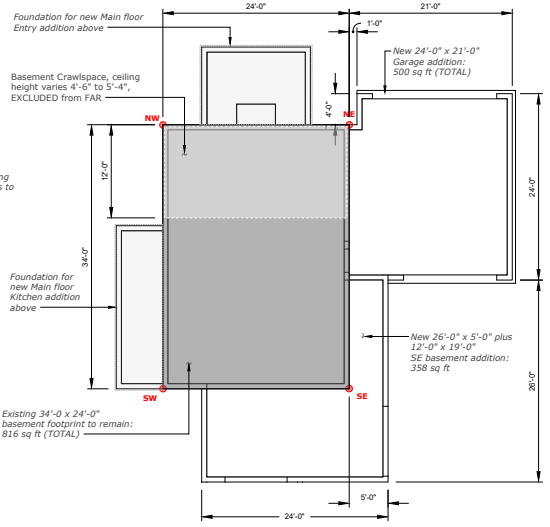 24'-0"
21'-0"
Foundation for new Main floor
Entry addition above
1'-0"
New 24'-0" x 21'-0"
Garage addition:
500 sq ft (TOTAL)
Basement Crawlspace, ceiling
height varies 4'-6" to 5'-4",
EXCLUDED from FAR
4'-0"
NW
NE
12'-0"
34'-0"
24'-0"
s to
Foundation for
new Main floor
Kitchen addition
above
New 26'-0" x 5'-0" plus
12'-0" x 19'-0"
SE basement addition:
358 sq ft
26'-0"
SW
SE
Existing 34'-0 x 24'-0"
basement footprint to remain:
816 sq ft (TOTAL)
5'-0"
24'-0"